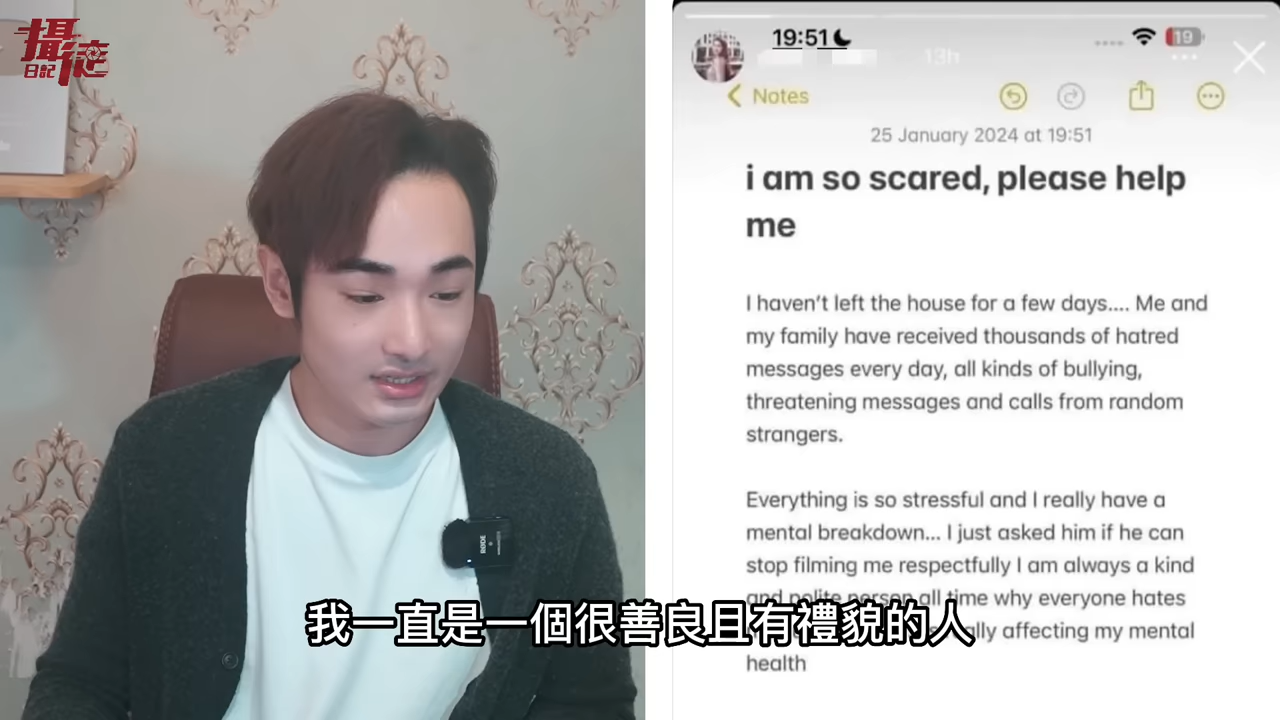 攝徒
日記
19:51
19
13h
Notes
25 January 2024 at 19:51
i am so scared, please help
me
I haven't left the house for a few days.... Me and
my family have received thousands of hatred
messages every day, all kinds of bullying,
threatening messages and calls from random
strangers.
Everything is so stressful and I really have a
mental breakdown... I just asked him if he can
stop filming me respectfully I am always a kind
and polite person all time why everyone hates
ally affecting my mental
health
RØDE
我一直是一個很善良且有禮貌的人